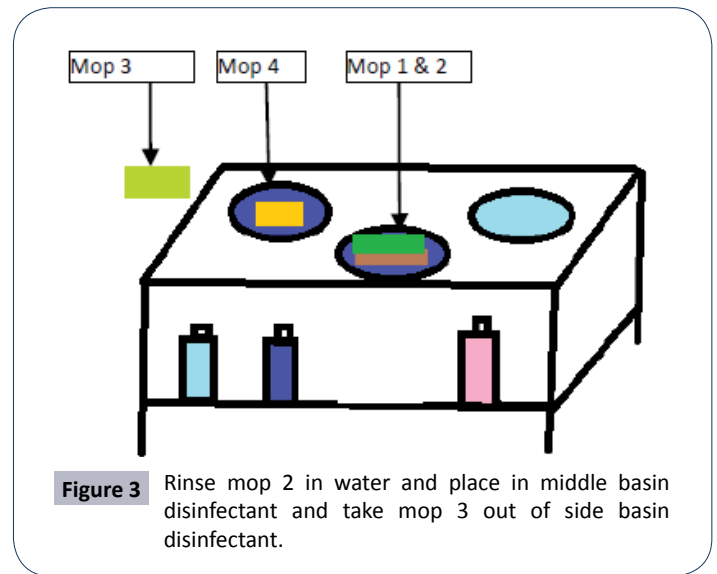 Mop 3 Mop 4 Mop 1 & 2
Figure 3 Rinse mop 2 in water and place in middle basin
disinfectant and take mop 3 out of side basin
disinfectant.